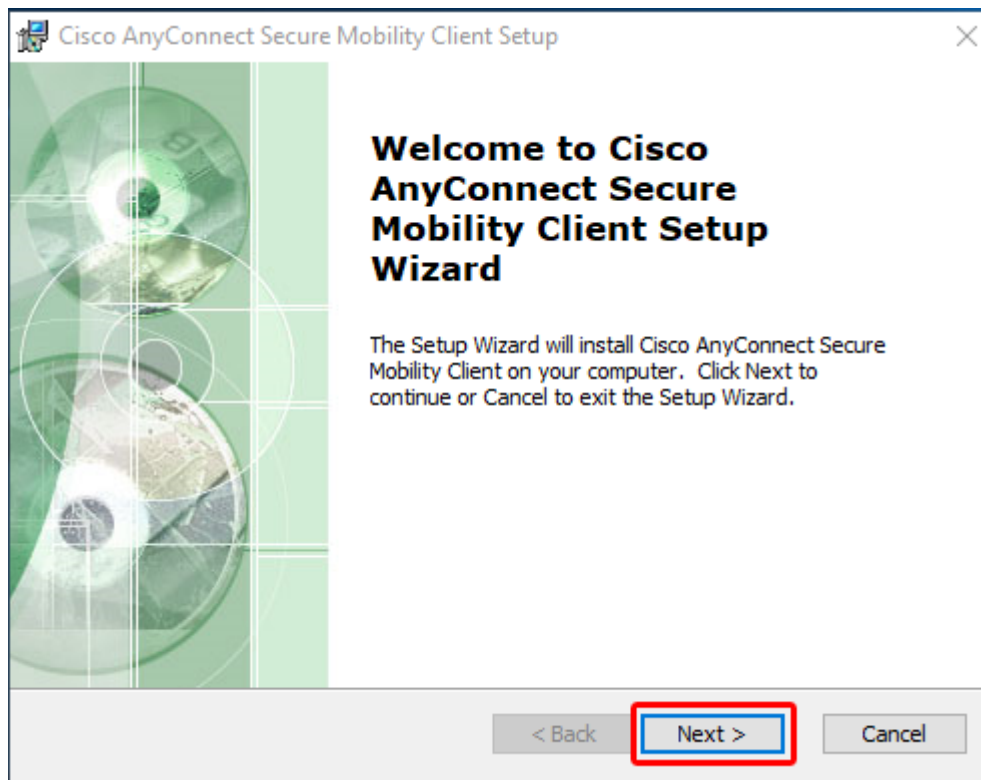 Cisco AnyConnect Secure Mobility Client Setup
Welcome to Cisco
AnyConnect Secure
Mobility Client Setup
Wizard
The Setup Wizard will install Cisco AnyConnect Secure
Mobility Client on your computer.  Click Next to
continue or Cancel to exit the Setup Wizard.
< Back
Next >
Cancel